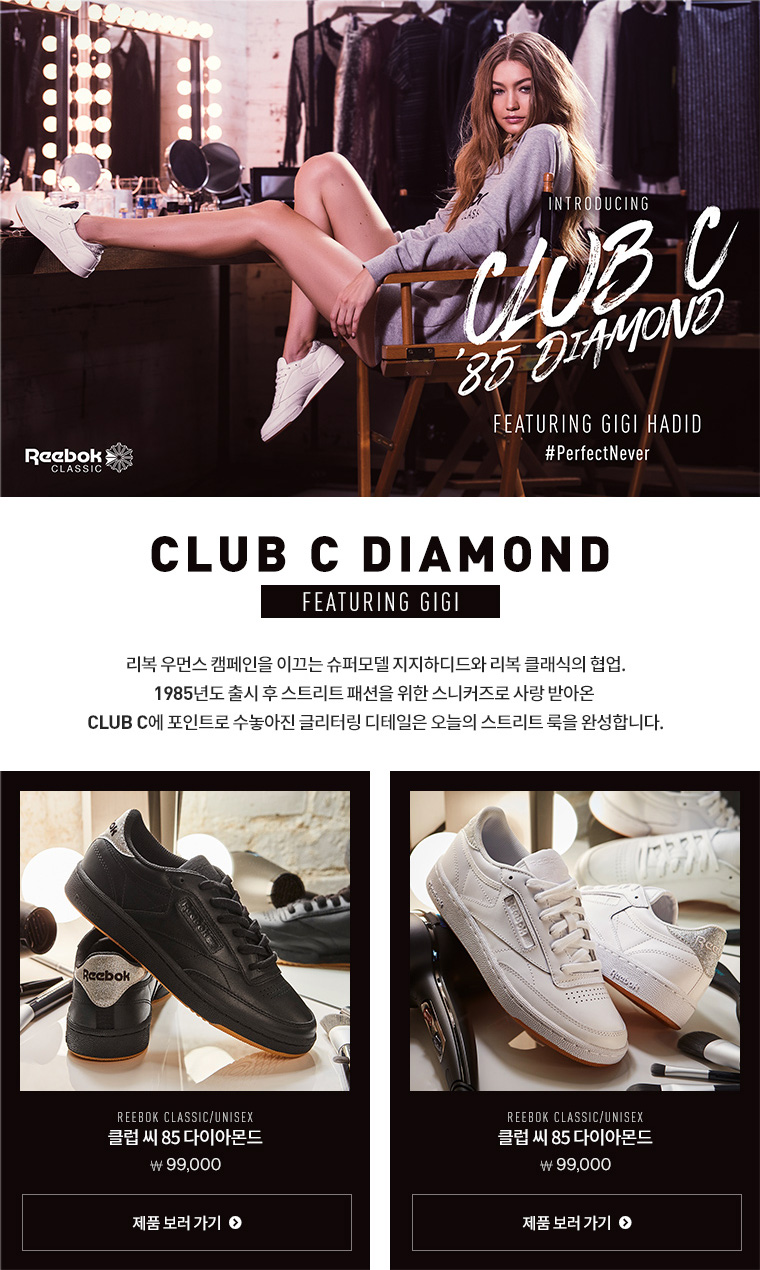 INTRODUCING
CLUB C
'85 DIAMOND
FEATURING GIGI HADID
#PerfectNever
Reebok
CLASSIC
CLUB C DIAMOND
FEATURING GIGI
리복 우먼스 캠페인을 이끄는 슈퍼모델 지지하디드와 리복 클래식의 협업.
1985년도 출시 후 스트리트 패션을 위한 스니커즈로 사랑 받아온
CLUB C에 포인트로 수놓아진 글리터링 디테일은 오늘의 스트리트 룩을 완성합니다.
Reebok
Reebok
REEBOK CLASSIC/UNISEX
클럽 씨 85 다이아몬드
₩ 99,000
제품 보러 가기
Reebok
Reebok
REEBOK CLASSIC/UNISEX
클럽 씨 85 다이아몬드
₩ 99,000
제품 보러 가기